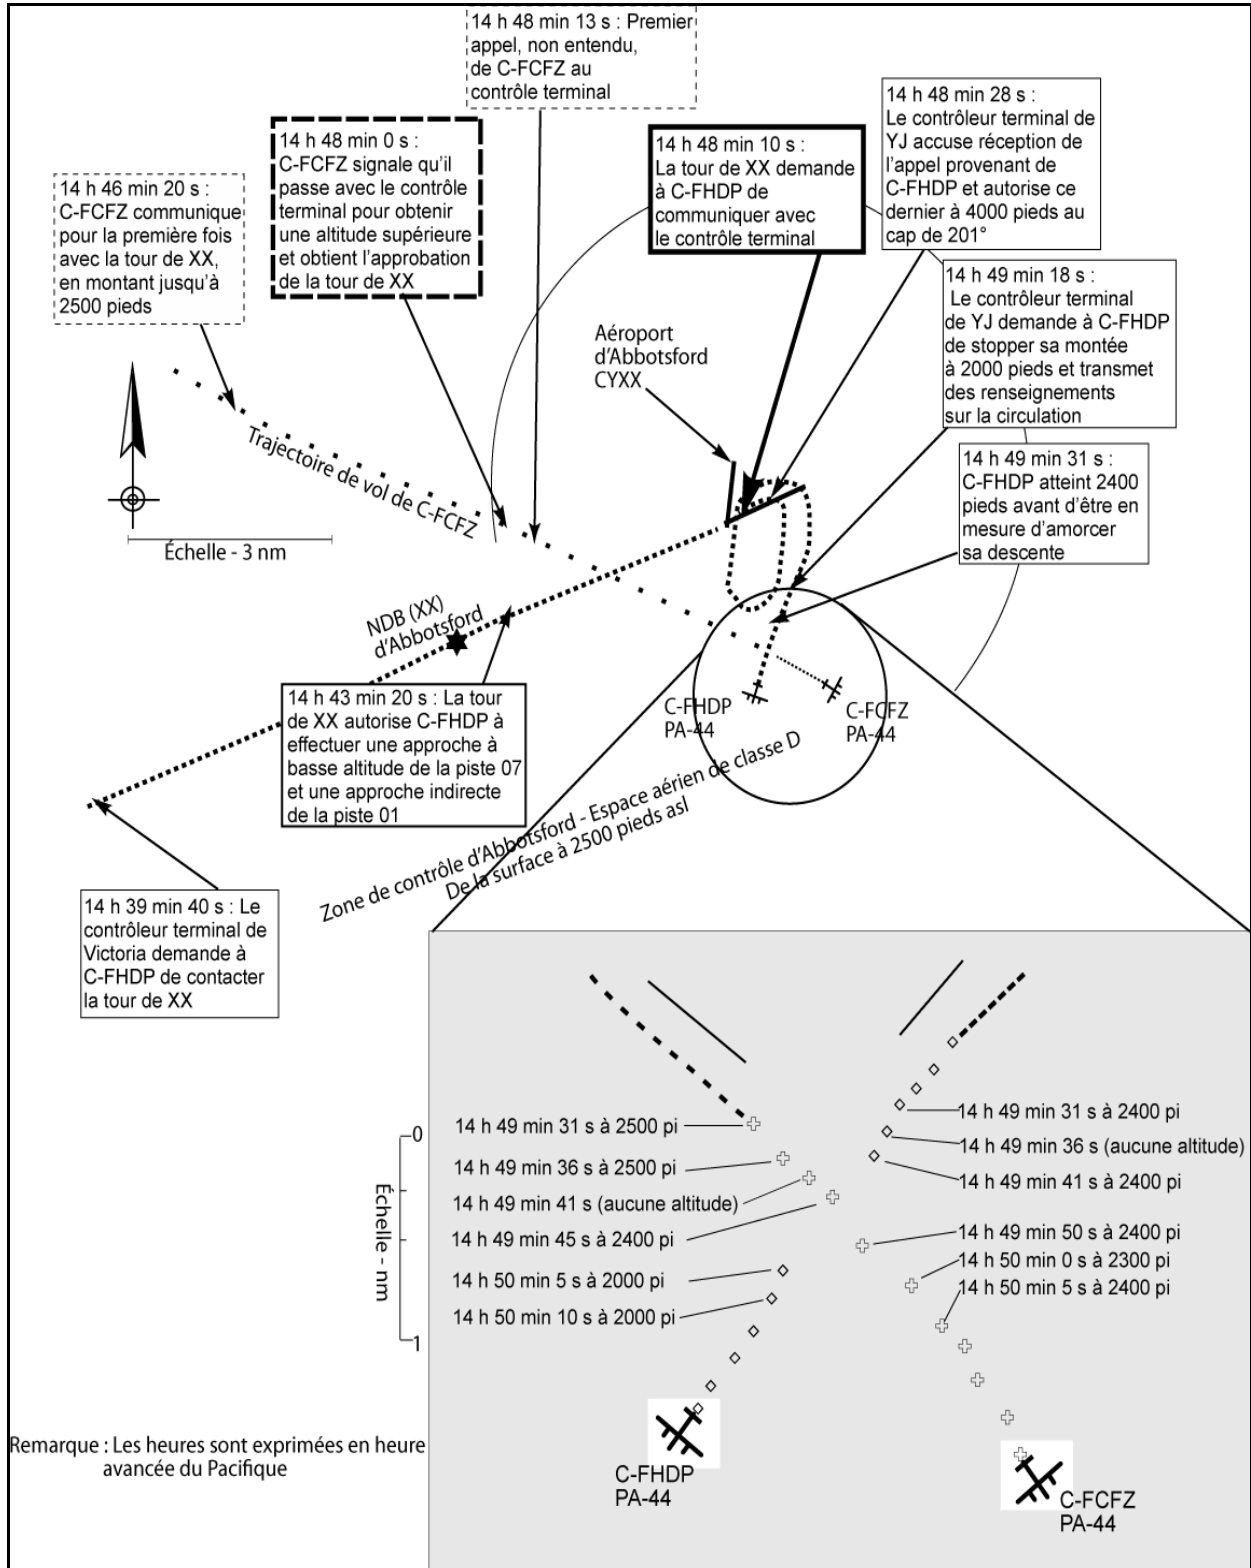 14 h 48 min 13 s : Premier
appel, non entendu,
de C-FCFZ au
contrôle terminal
14 h 48 min 28 s :
Le contrôleur terminal de
YJ accuse réception de
l'appel provenant de
C-FHDP et autorise ce
dernier à 4000 pieds au
cap de 201°
14 h 48 min 0 s :
C-FCFZ signale qu'il
passe avec le contrôle
terminal pour obtenir
une altitude supérieure
et obtient l'approbation
de la tour de XX
14 h 48 min 10 s :
La tour de XX demande
à C-FHDP de
communiquer avec
le contrôle terminal
14 h 46 min 20 s :
C-FCFZ communique
pour la première fois
avec la tour de XX,
en montant jusqu'à
2500 pieds
14 h 49 min 18 s :
Le contrôleur terminal
de YJ demande à C-FHDP
de stopper sa montée
à 2000 pieds et transmet
des renseignements
sur la circulation
Aéroport
d'Abbotsford
CYXX
Trajectoire de vol de C-FCFZ
14 h 49 min 31 s :
C-FHDP atteint 2400
pieds avant d'être en
mesure d'amorcer
sa descente
Échelle - 3 nm
NDB (XX)
d'Abbotsford
14 h 43 min 20 s : La tour
de XX autorise C-FHDP à
effectuer une approche à
basse altitude de la piste 07
et une approche indirecte
de la piste 01
C-FHDP
PA-44
C-FCFZ
PA-44
Zone de contrôle d'Abbotsford - Espace aérien de classe D
De la surface à 2500 pieds asl
14 h 39 min 40 s : Le
contrôleur terminal de
Victoria demande à
C-FHDP de contacter
la tour de XX
0
Échelle - nm
1
14 h 49 min 31 s à 2500 pi
14 h 49 min 36 s à 2500 pi
14 h 49 min 41 s (aucune altitude)
14 h 49 min 45 s à 2400 pi
14 h 50 min 5 s à 2000 pi
14 h 50 min 10 s à 2000 pi
14 h 49 min 31 s à 2400 pi
14 h 49 min 36 s (aucune altitude)
14 h 49 min 41 s à 2400 pi
14 h 49 min 50 s à 2400 pi
14 h 50 min 0 s à 2300 pi
14 h 50 min 5 s à 2400 pi
C-FHDP
PA-44
C-FCFZ
PA-44
Remarque : Les heures sont exprimées en heure
avancée du Pacifique